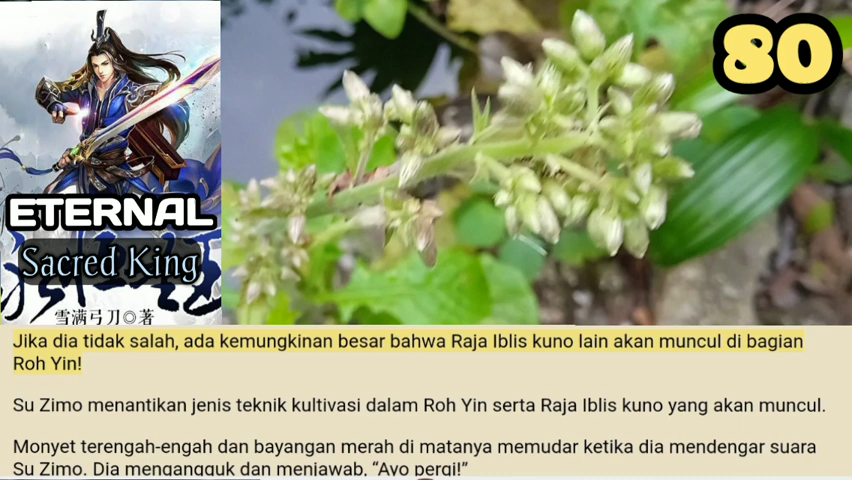 80
ETERNAL
Sacred King
雪满弓刀◎著
Jika dia tidak salah, ada kemungkinan besar bahwa Raja Iblis kuno lain akan muncul di bagian
Roh Yin!
Su Zimo menantikan jenis teknik kultivasi dalam Roh Yin serta Raja Iblis kuno yang akan muncul.
Monyet terengah-engah dan bayangan merah di matanya memudar ketika dia mendengar suara
Su Zimo. Dia mengangguk dan menjawab, “Ayo pergi!”